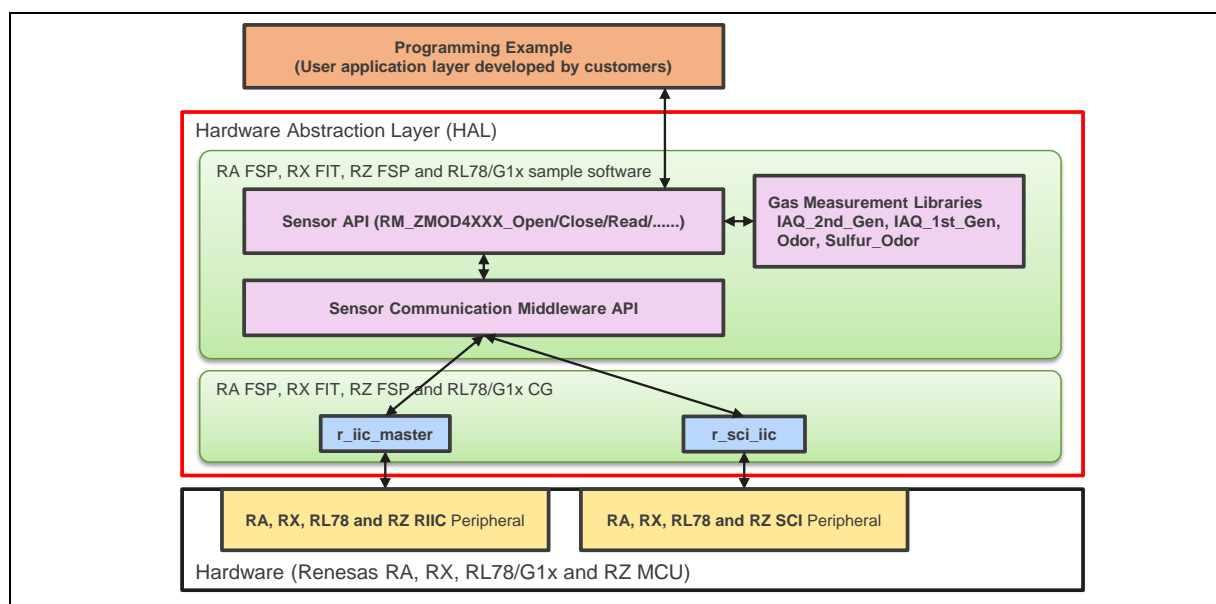 Programming Example
(User application layer developed by customers)
Hardware Abstraction Layer (HAL)
RA FSP, RX FIT, RZ FSP and RL78/G1x sample software
Sensor API (RM_ZMOD4XXX_Open/Close/Read/......)
Gas Measurement Libraries
IAQ_2nd_Gen, IAQ_1st_Gen,
Odor, Sulfur_Odor
Sensor Communication Middleware API
RA FSP, RX FIT, RZ FSP and RL78/G1x CG
r_iic_master
r_sci_iic
RA, RX, RL78 and RZ RIIC Peripheral
RA, RX, RL78 and RZ SCI Peripheral
Hardware (Renesas RA, RX, RL78/G1x and RZ MCU)